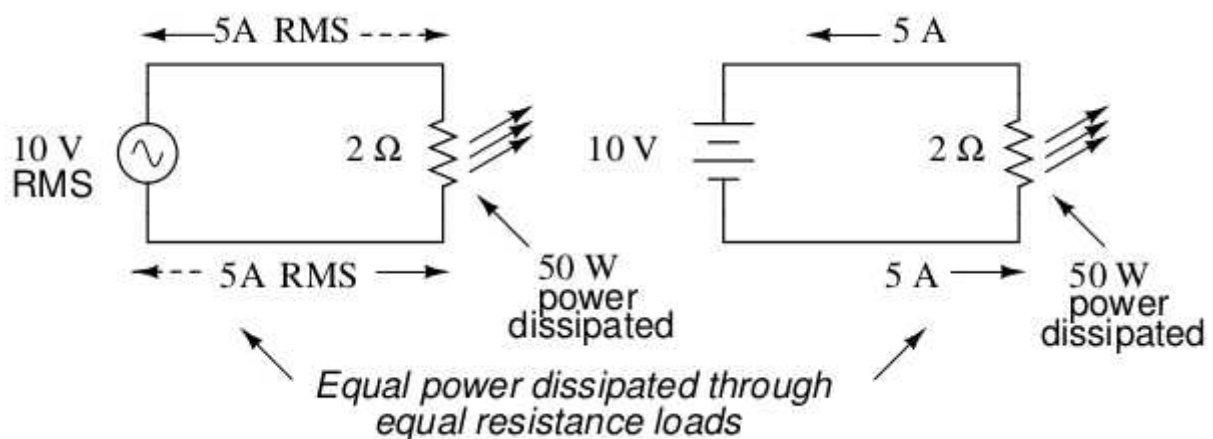 5A RMS
10 V
RMS
2 Ω
5A RMS
50 W
power
dissipated
5 A
10 V
2 Ω
5 A
50 W
power
dissipated
Equal power dissipated through
equal resistance loads